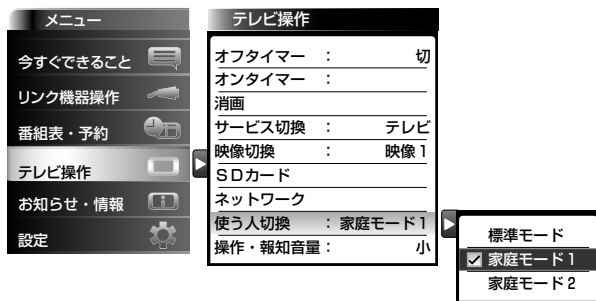 メニュー
今すぐできること
リンク機器操作
番組表・予約
テレビ操作
お知らせ・情報
設定
テレビ操作
オフタイマー : 切
オンタイマー :
消画
サービス切換 : テレビ
映像切換 : 映像1
SDカード
ネットワーク
使う人切換 : 家庭モード1
操作・報知音量 : 小
標準モード
家庭モード1
家庭モード2